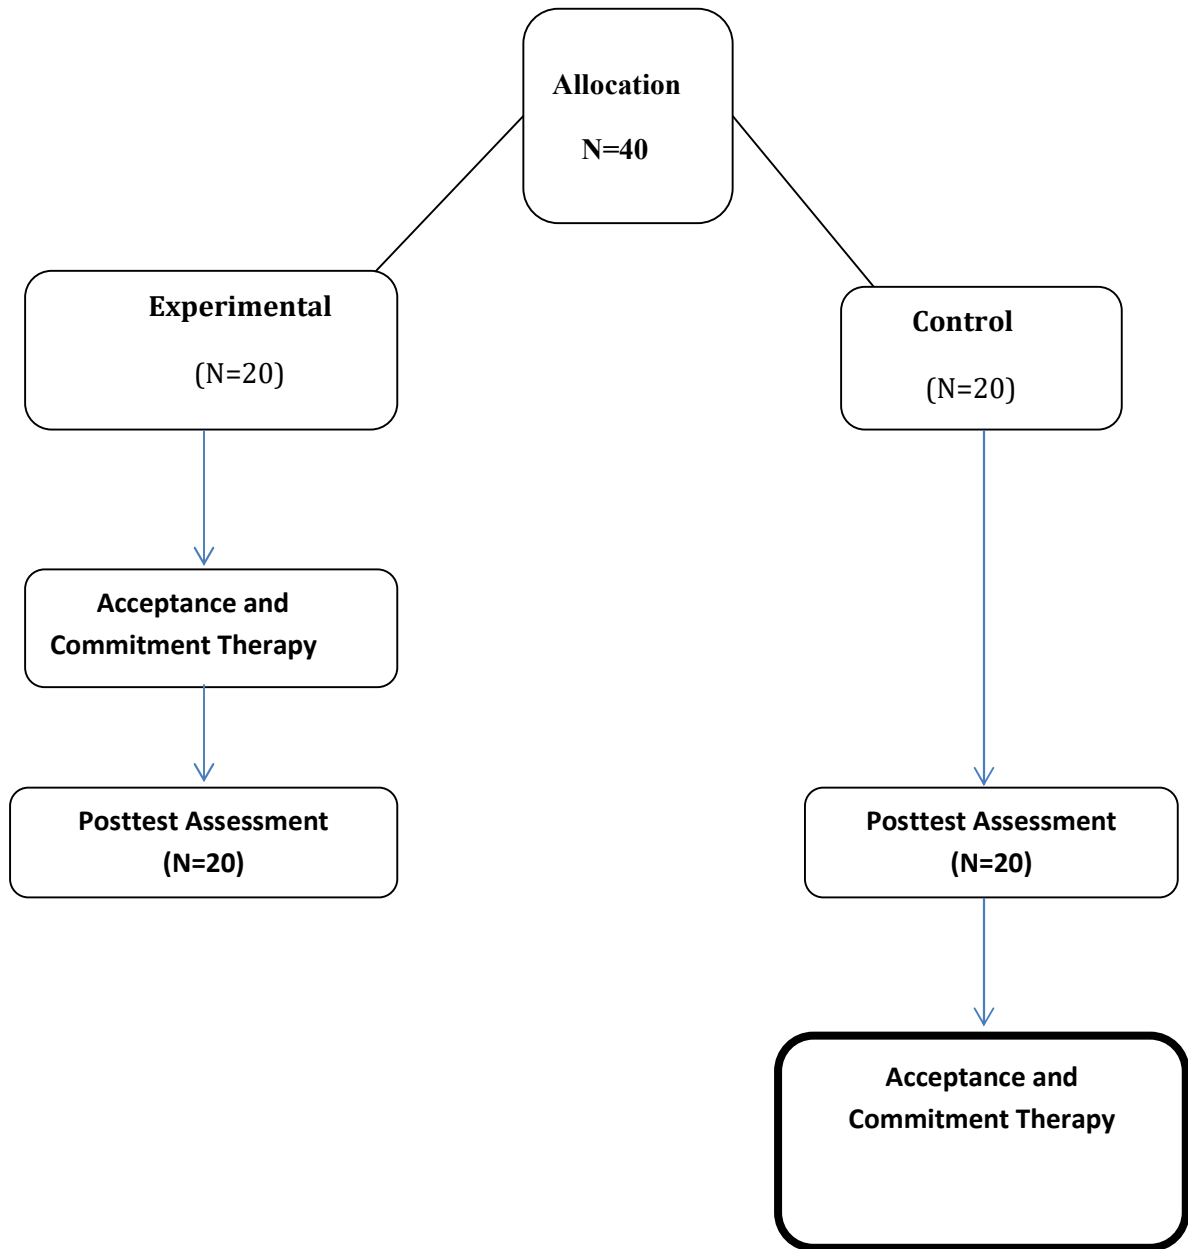 Allocation
N=40
Experimental
(N=20)
Control
(N=20)
Acceptance and
Commitment Therapy
Posttest Assessment
(N=20)
Posttest Assessment
(N=20)
Acceptance and
Commitment Therapy